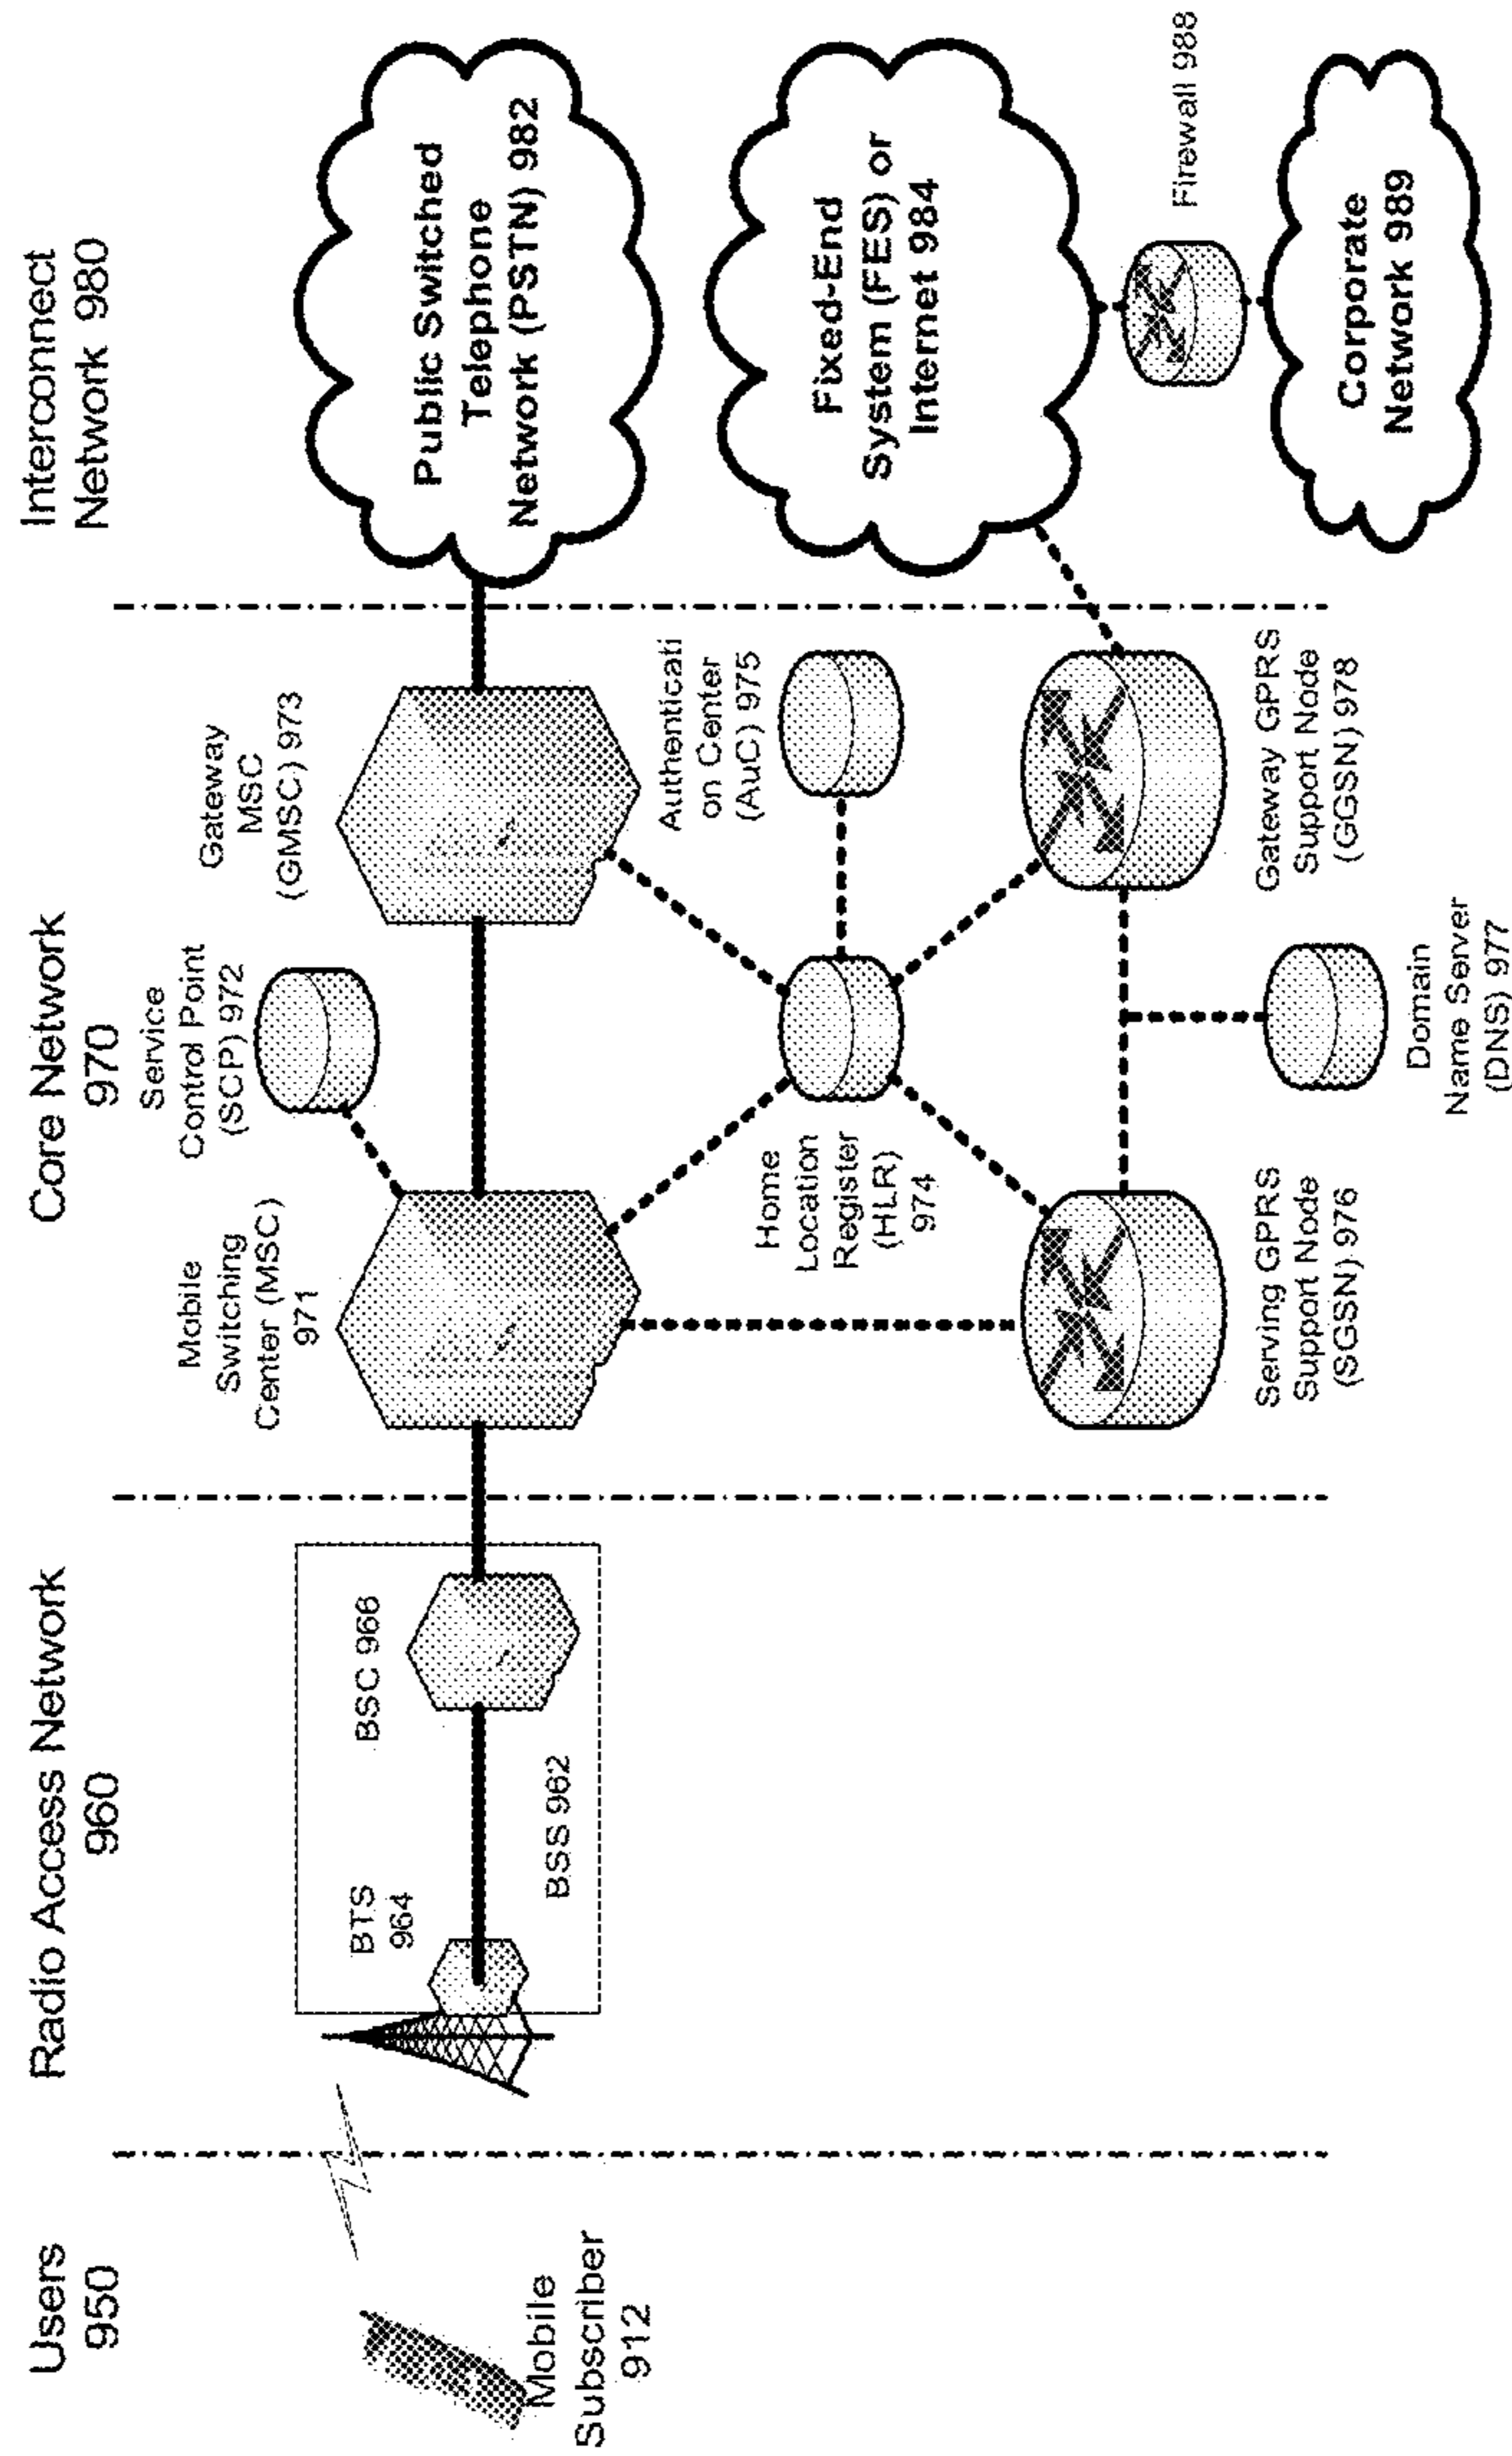 Users
950
Radio Access Network
960
Core Network
970
Interconnect
Network 980
Mobile
Subscriber
912
BTS
964
BSC 966
BSS 962
Mobile
Switching
Center (MSC)
971
Service
Control Point
(SCP) 972
Gateway
MSC
(GMSC) 973
Home
Location
Register
(HLR)
974
Authenticati
on Center
(AuC) 975
Serving GPRS
Support Node
(SGSN) 976
Domain
Name Server
(DNS) 977
Gateway GPRS
Support Node
(GGSN) 978
Public Switched
Telephone
Network (PSTN) 982
Fixed-End
System (FES) or
Internet 984
Firewall 988
Corporate
Network 989